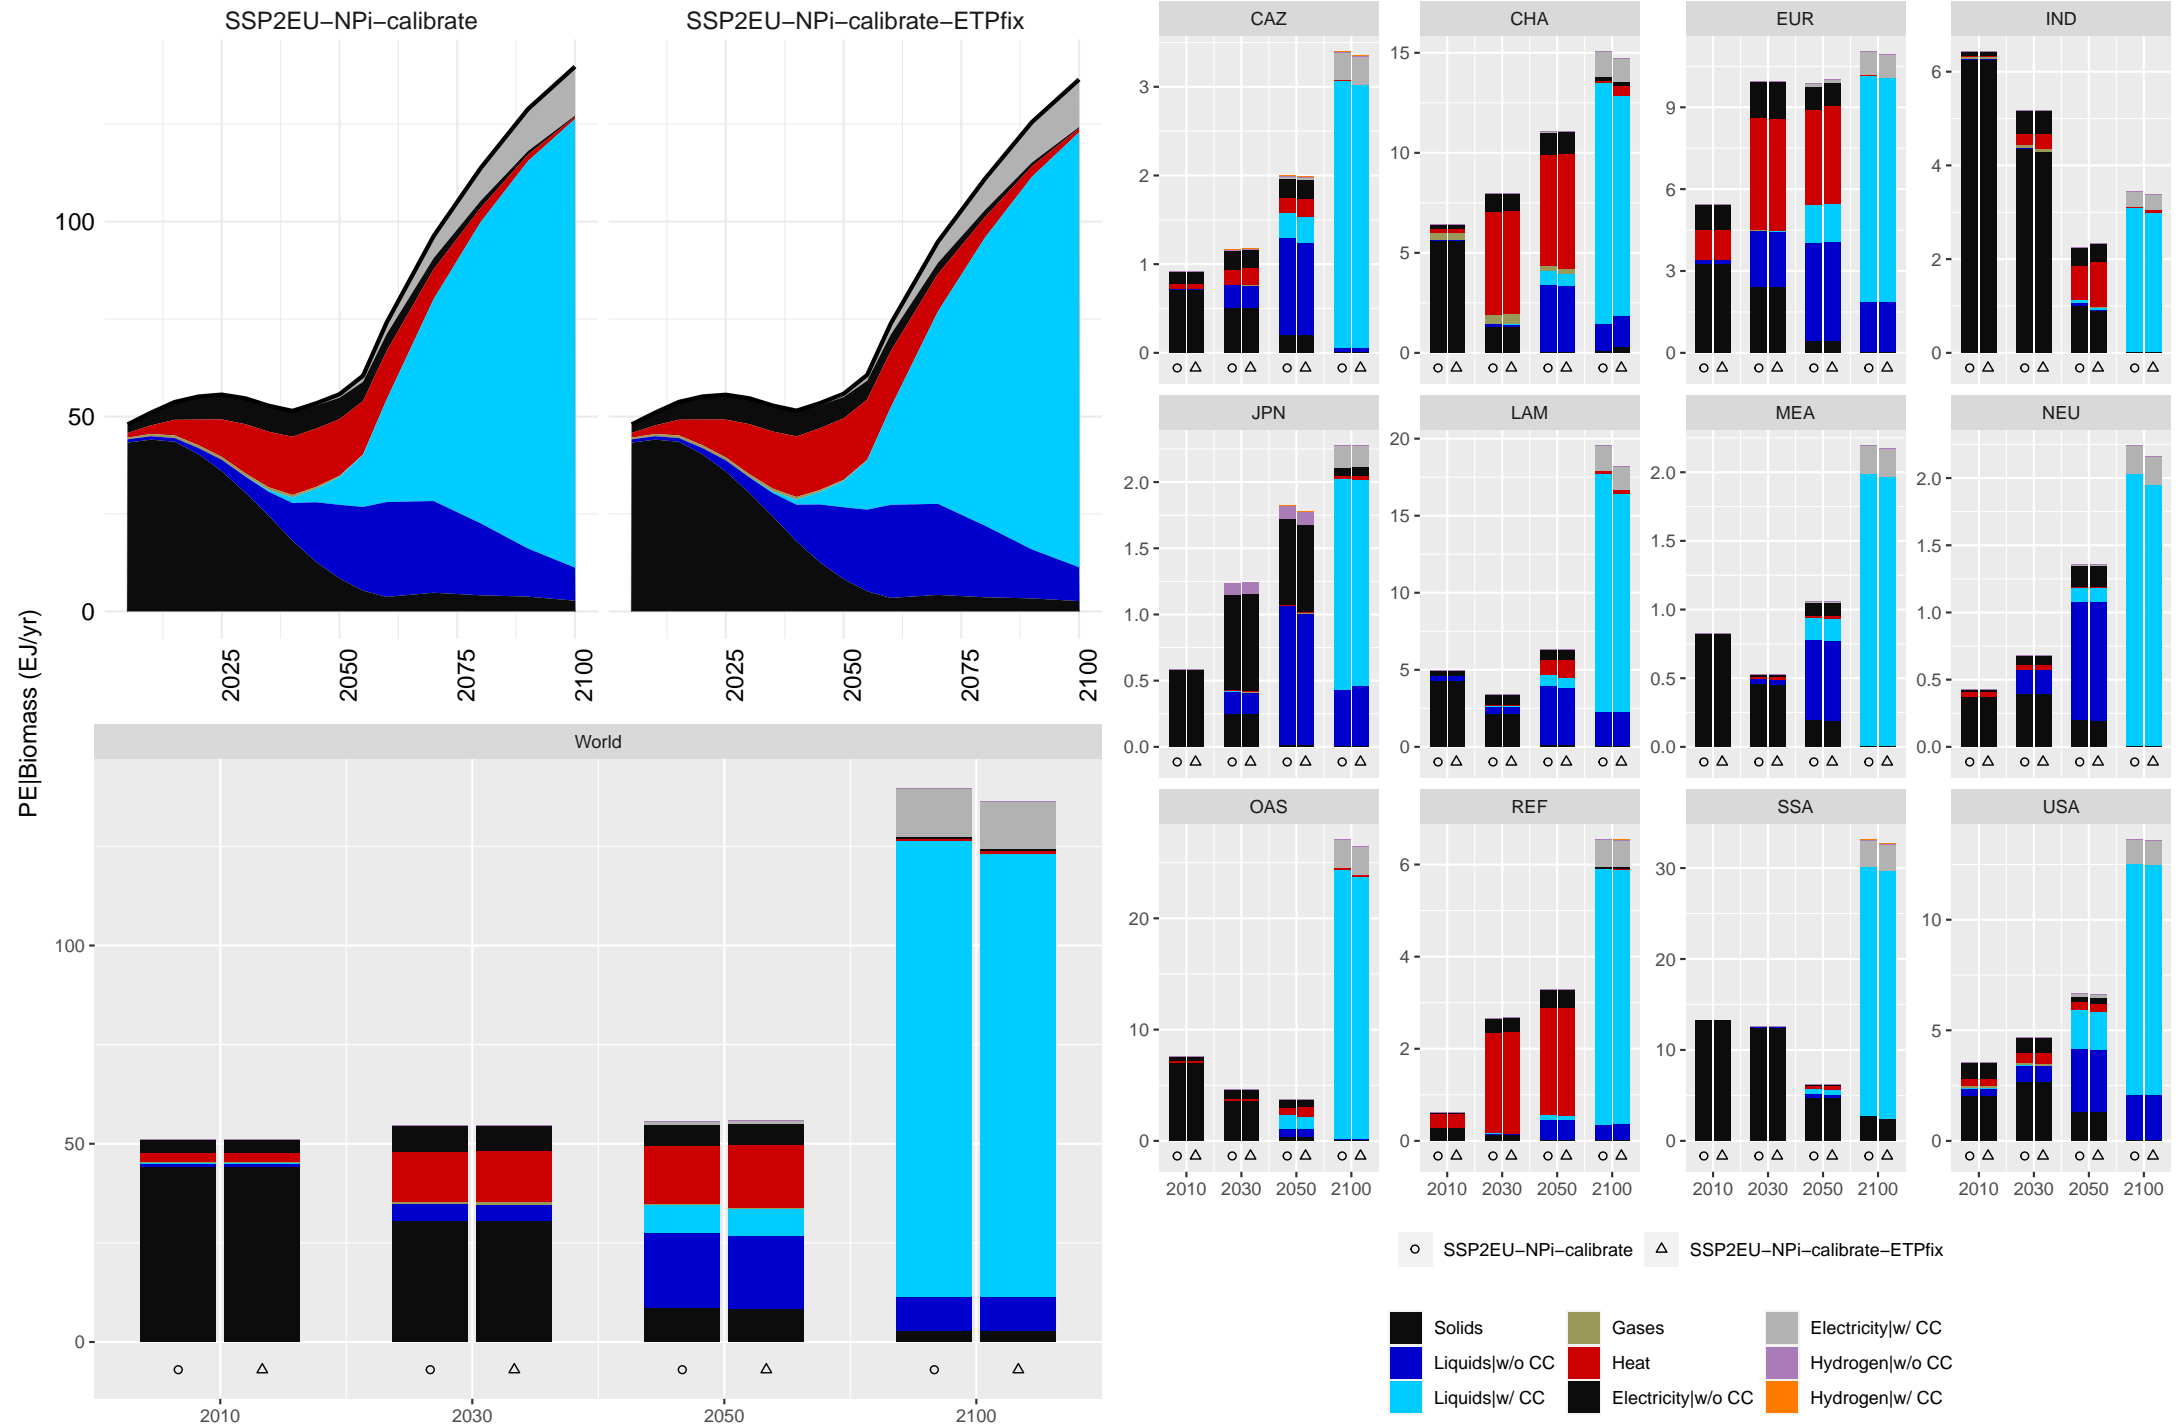 SSP2EU−NPi−calibrate
SSP2EU−NPi−calibrate−ETPfix
100
50
0
2025
2050
2075
2100
2025
2050
2075
2100
PE|Biomass (EJ/yr)
World
100
50
0
2010
2030
2050
2100
CAZ
CHA
EUR
IND
3
2
1
0
15
10
5
0
9
6
3
0
6
4
2
0
JPN
LAM
MEA
NEU
2.0
1.5
1.0
0.5
0.0
20
15
10
5
0
2.0
1.5
1.0
0.5
0.0
2.0
1.5
1.0
0.5
0.0
OAS
REF
SSA
USA
20
10
0
6
4
2
0
30
20
10
0
10
5
0
2010 2030 2050 2100
2010 2030 2050 2100
2010 2030 2050 2100
2010 2030 2050 2100
SSP2EU−NPi−calibrate
SSP2EU−NPi−calibrate−ETPfix
Solids
Liquids|w/o CC
Liquids|w/ CC
Gases
Heat
Electricity|w/o CC
Electricity|w/ CC
Hydrogen|w/o CC
Hydrogen|w/ CC